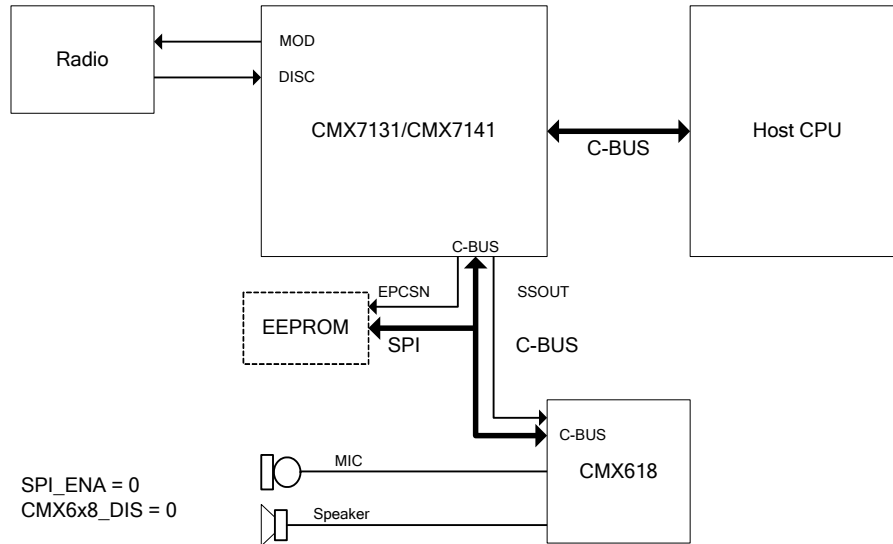 MOD
Radio
DISC
CMX7131/CMX7141
Host CPU
C-BUS
C-BUS
EPCSN
SSOUT
EEPROM
SPI
C-BUS
C-BUS
MIC
CMX618
SPI_ENA = 0
CMX6x8_DIS = 0
Speaker